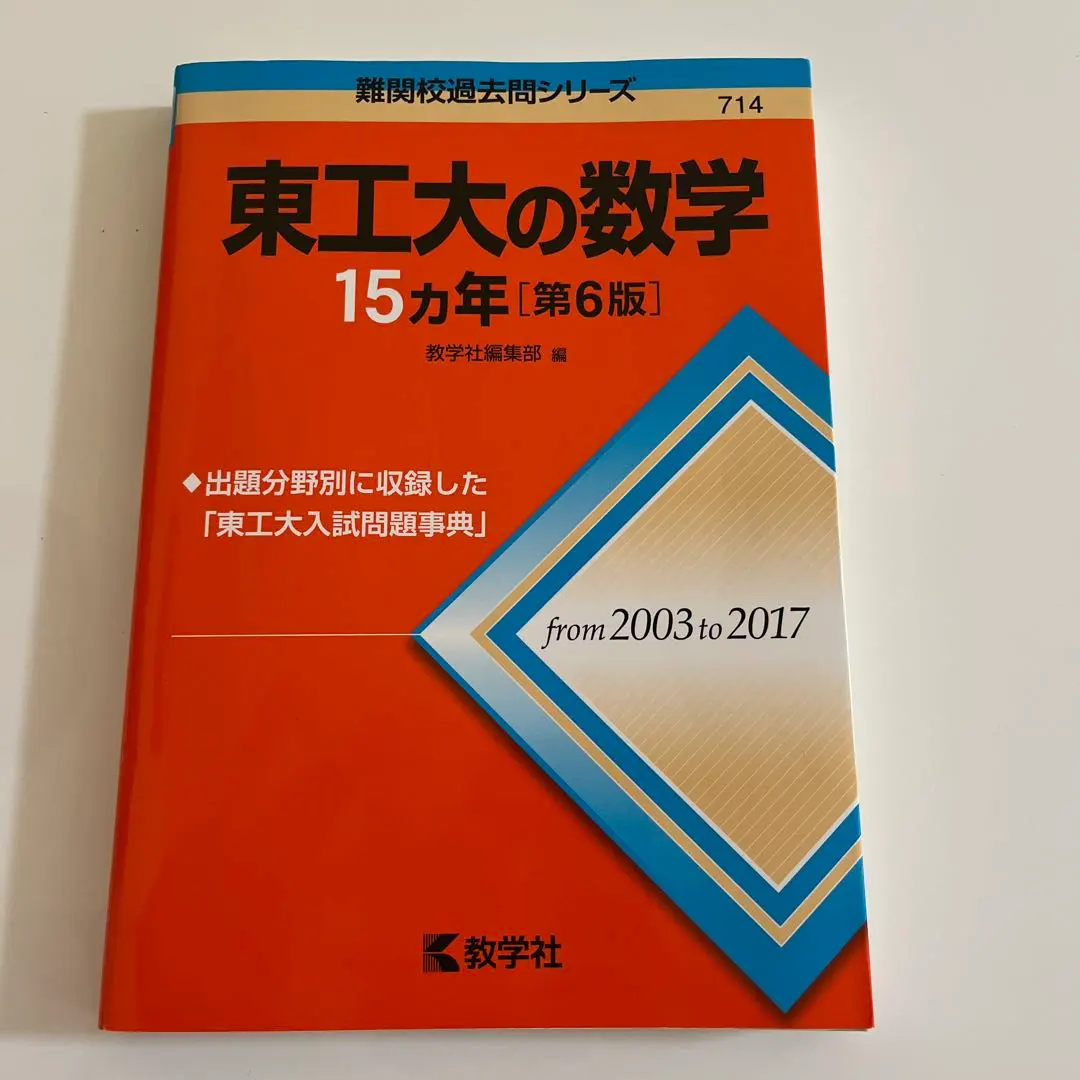 難関校過去問シリーズ
714
東工大の数学
15ヵ年[第6版]
教学社編集部 編
◆出題分野別に収録した
「東工大入試問題事典」
from 2003 to 2017
教学社